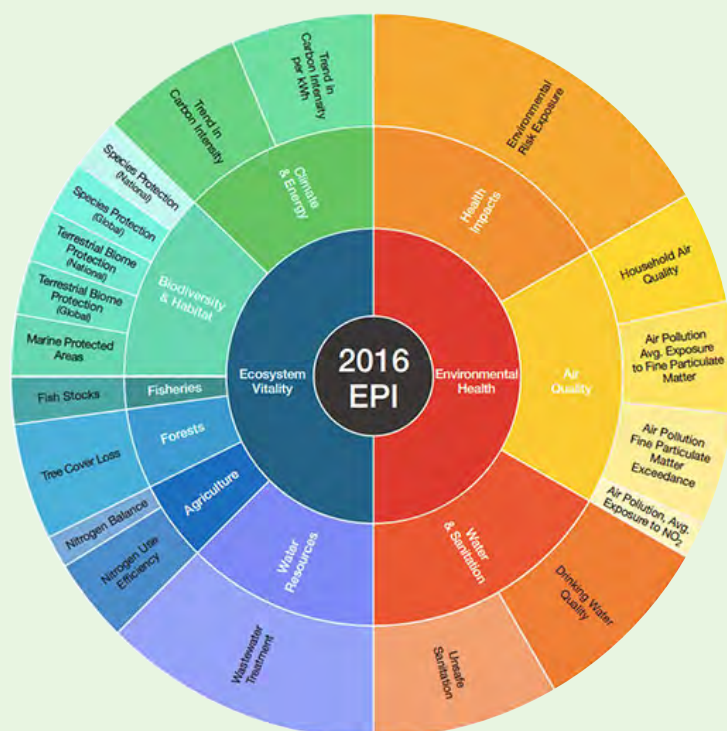 2016
EPI
Environmental
Health
Ecosystem
Vitality
Health
Impacts
Air
Quality
Water
& Sanitation
Water
Resources
Agriculture
Forests
Fisheries
Biodiversity
& Habitat
Climate
& Energy
Environmental
Risk Exposure
Household Air
Quality
Air Pollution
Avg. Exposure
to Fine Particulate
Matter
Air Pollution
Fine Particulate
Matter
Exceedance
Air Pollution, Avg.
Exposure to NO₂
Drinking Water
Quality
Unsafe
Sanitation
Wastewater
Treatment
Nitrogen Use
Efficiency
Nitrogen Balance
Tree Cover Loss
Fish Stocks
Marine Protected
Areas
Terrestrial Biome
Protection
(Global)
Terrestrial Biome
Protection
(National)
Species Protection
(Global)
Species Protection
(National)
Trend in
Carbon Intensity
Trend in
Carbon Intensity
per kWh